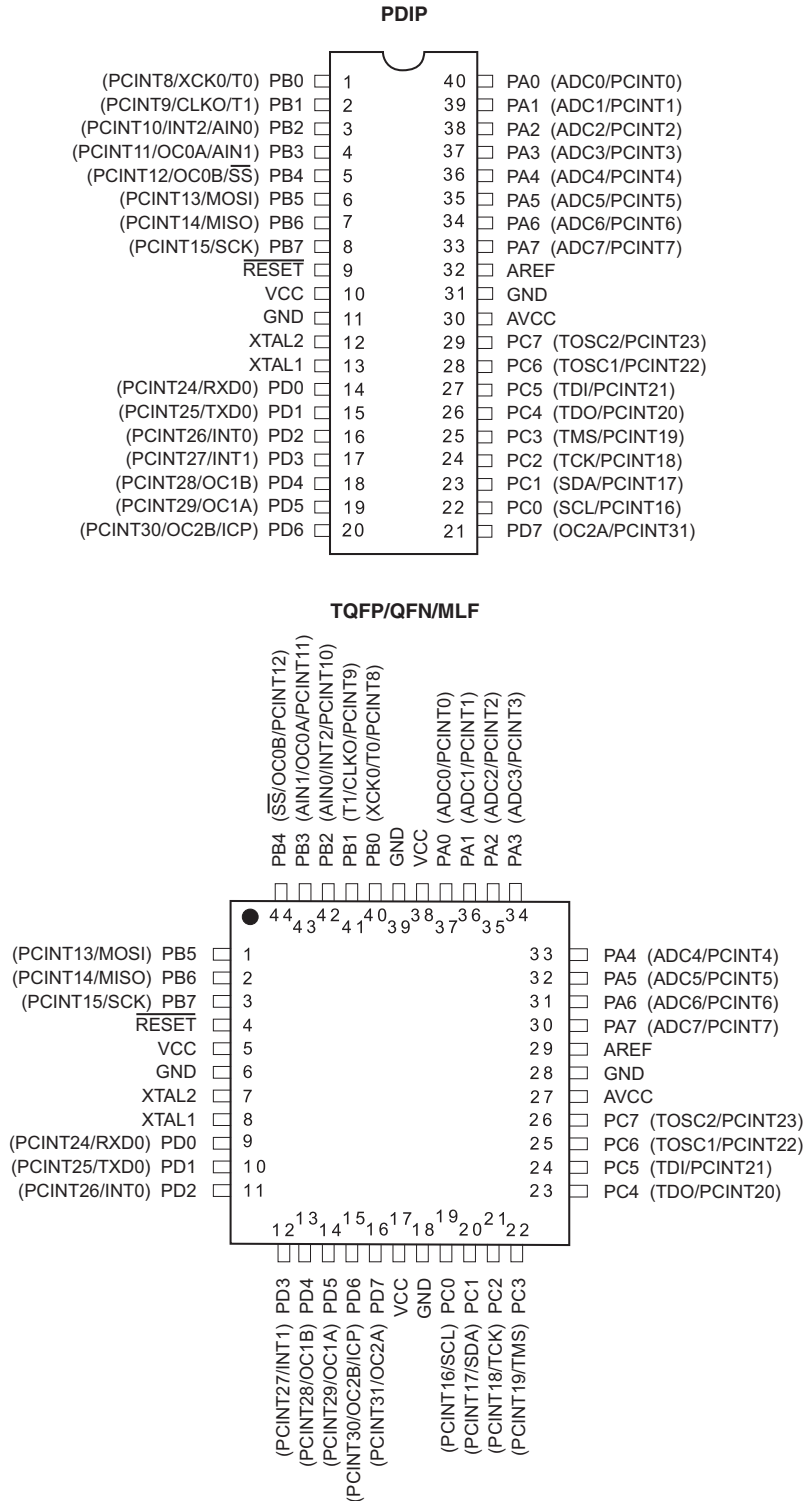 PDIP
(PCINT8/XCK0/T0) PB0 1 40 PA0 (ADC0/PCINT0)
(PCINT9/CLKO/T1) PB1 2 39 PA1 (ADC1/PCINT1)
(PCINT10/INT2/AIN0) PB2 3 38 PA2 (ADC2/PCINT2)
(PCINT11/OC0A/AIN1) PB3 4 37 PA3 (ADC3/PCINT3)
(PCINT12/OC0B/SS) PB4 5 36 PA4 (ADC4/PCINT4)
(PCINT13/MOSI) PB5 6 35 PA5 (ADC5/PCINT5)
(PCINT14/MISO) PB6 7 34 PA6 (ADC6/PCINT6)
(PCINT15/SCK) PB7 8 33 PA7 (ADC7/PCINT7)
RESET 9 32 AREF
VCC 10 31 GND
GND 11 30 AVCC
XTAL2 12 29 PC7 (TOSC2/PCINT23)
XTAL1 13 28 PC6 (TOSC1/PCINT22)
(PCINT24/RXD0) PD0 14 27 PC5 (TDI/PCINT21)
(PCINT25/TXD0) PD1 15 26 PC4 (TDO/PCINT20)
(PCINT26/INT0) PD2 16 25 PC3 (TMS/PCINT19)
(PCINT27/INT1) PD3 17 24 PC2 (TCK/PCINT18)
(PCINT28/OC1B) PD4 18 23 PC1 (SDA/PCINT17)
(PCINT29/OC1A) PD5 19 22 PC0 (SCL/PCINT16)
(PCINT30/OC2B/ICP) PD6 20 21 PD7 (OC2A/PCINT31)
TQFP/QFN/MLF
PB4 (SS/OC0B/PCINT12)
PB3 (AIN1/OC0A/PCINT11)
PB2 (AIN0/INT2/PCINT10)
PB1 (T1/CLKO/PCINT9)
PB0 (XCK0/T0/PCINT8)
GND
VCC
PA0 (ADC0/PCINT0)
PA1 (ADC1/PCINT1)
PA2 (ADC2/PCINT2)
PA3 (ADC3/PCINT3)
44 43 42 41 40 39 38 37 36 35 34
(PCINT13/MOSI) PB5 1 33 PA4 (ADC4/PCINT4)
(PCINT14/MISO) PB6 2 32 PA5 (ADC5/PCINT5)
(PCINT15/SCK) PB7 3 31 PA6 (ADC6/PCINT6)
RESET 4 30 PA7 (ADC7/PCINT7)
VCC 5 29 AREF
GND 6 28 GND
XTAL2 7 27 AVCC
XTAL1 8 26 PC7 (TOSC2/PCINT23)
(PCINT24/RXD0) PD0 9 25 PC6 (TOSC1/PCINT22)
(PCINT25/TXD0) PD1 10 24 PC5 (TDI/PCINT21)
(PCINT26/INT0) PD2 11 23 PC4 (TDO/PCINT20)
12 13 14 15 16 17 18 19 20 21 22
(PCINT27/INT1) PD3
(PCINT28/OC1B) PD4
(PCINT29/OC1A) PD5
(PCINT30/OC2B/ICP) PD6
(PCINT31/OC2A) PD7
VCC
GND
(PCINT16/SCL) PC0
(PCINT17/SDA) PC1
(PCINT18/TCK) PC2
(PCINT19/TMS) PC3